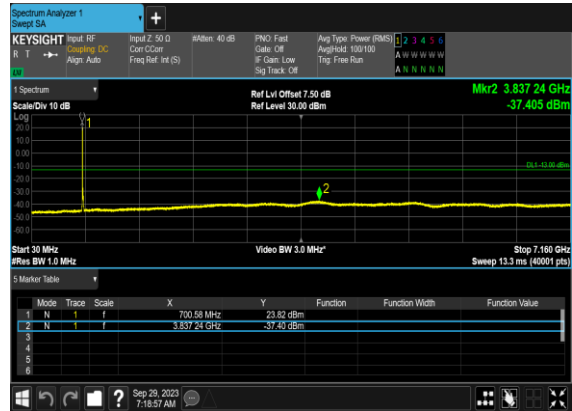 Spectrum Analyzer 1
Swept SA
+
KEYSIGHT Input: RF Input Z: 50 Ω #Atten: 40 dB PNO: Fast Avg Type: Power (RMS) 1 2 3 4 5 6
R T Coupling: DC Corr CCorr Gate: Off Avg|Hold: 100/100 A W W W W W
Align: Auto Freq Ref: Int (S) IF Gain: Low Trig: Free Run
LW Sig Track: Off A N N N N N
1 Spectrum Ref Lvl Offset 7.50 dB Mkr2 3.837 24 GHz
Scale/Div 10 dB Ref Level 30.00 dBm -37.405 dBm
Log
20.0
10.0
0.00
-10.0
-20.0
-30.0
-40.0
-50.0
-60.0
1
DL1 -13.00 dBm
2
Start 30 MHz Video BW 3.0 MHz* Stop 7.160 GHz
#Res BW 1.0 MHz Sweep 13.3 ms (40001 pts)
5 Marker Table
Mode Trace Scale X Y Function Function Width Function Value
1 N 1 f 700.58 MHz 23.82 dBm
2 N 1 f 3.837 24 GHz -37.40 dBm
3
4
5
6
? Sep 29, 2023
7:18:57 AM